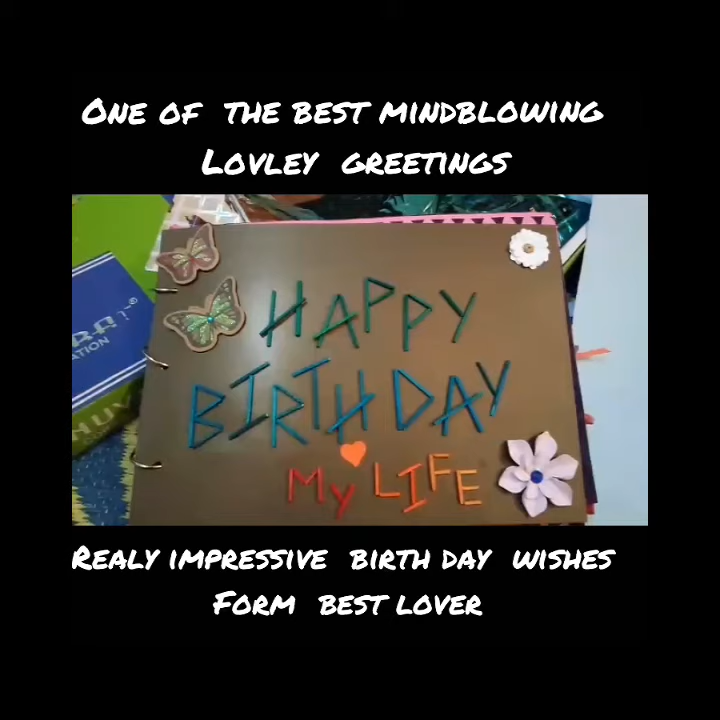 One of the best mindblowing
Lovley greetings
HAPPY
BIRTHDAY
My LIFE
Realy impressive birth day wishes
Form best lover